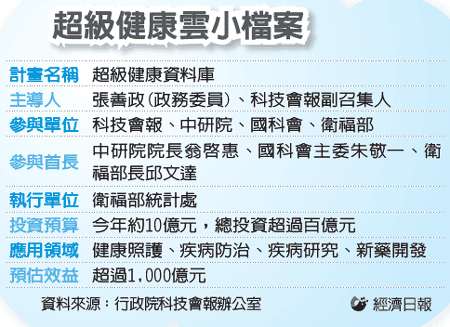 超級健康雲小檔案
計畫名稱 超級健康資料庫
主導人 張善政(政務委員)、科技會報副召集人
參與單位 科技會報、中研院、國科會、衛福部
參與首長 中研院院長翁啓惠、國科會主委朱敬一、衛
福部長邱文達
執行單位 衛福部統計處
投資預算 今年約10億元，總投資超過百億元
應用領域 健康照護、疾病防治、疾病研究、新藥開發
預估效益 超過1,000億元
資料來源：行政院科技會報辦公室 經濟日報